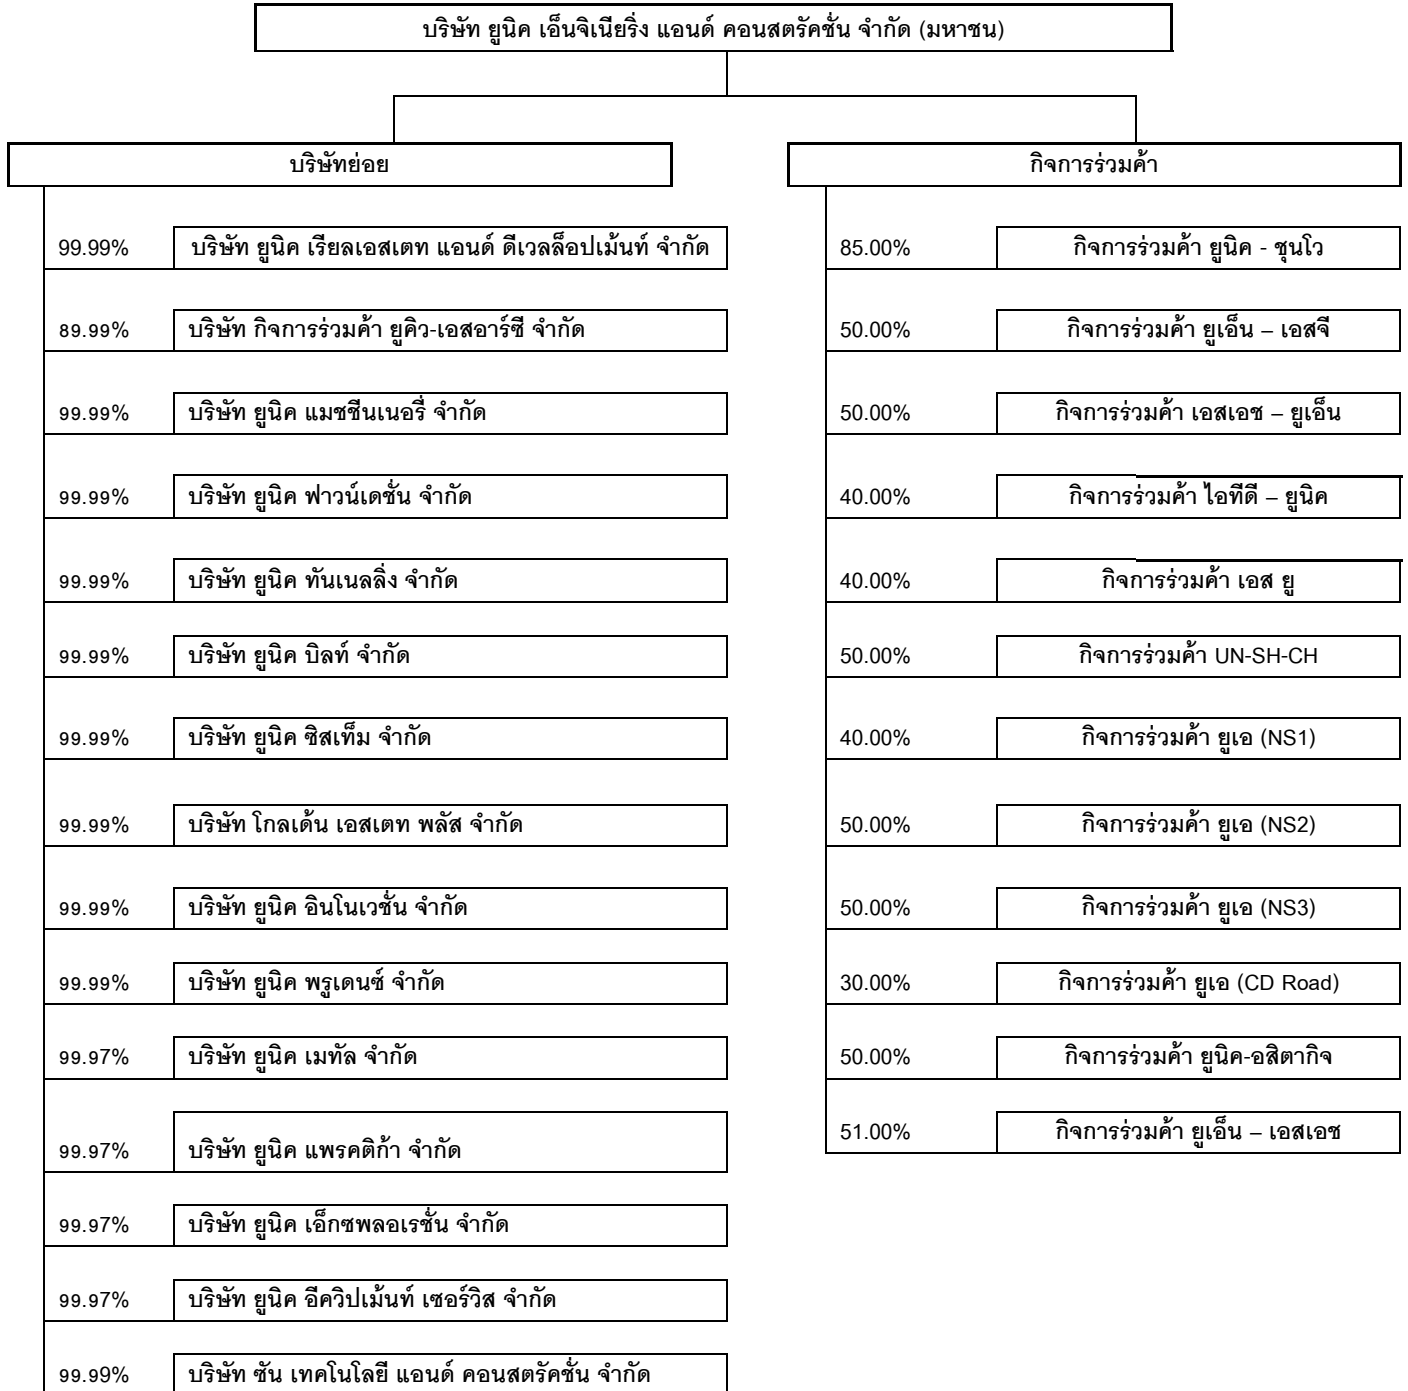 บริษัท ยูนิค เอ็นจิเนียริ่ง แอนด์ คอนสตรัคชั่น จำกัด (มหาชน)
บริษัทย่อย
99.99% บริษัท ยูนิค เรียลเอสเตท แอนด์ ดีเวลล็อปเม้นท์ จำกัด
89.99% บริษัท กิจการร่วมค้า ยูคิว-เอสอาร์ซี จำกัด
99.99% บริษัท ยูนิค แมชชีนเนอรี่ จำกัด
99.99% บริษัท ยูนิค ฟาวน์เดชั่น จำกัด
99.99% บริษัท ยูนิค ทันเนลลิ่ง จำกัด
99.99% บริษัท ยูนิค บิลท์ จำกัด
99.99% บริษัท ยูนิค ซิสเท็ม จำกัด
99.99% บริษัท โกลเด้น เอสเตท พลัส จำกัด
99.99% บริษัท ยูนิค อินโนเวชั่น จำกัด
99.99% บริษัท ยูนิค พรูเดนซ์ จำกัด
99.97% บริษัท ยูนิค เมทัล จำกัด
99.97% บริษัท ยูนิค แพรคติก้า จำกัด
99.97% บริษัท ยูนิค เอ็กซพลอเรชั่น จำกัด
99.97% บริษัท ยูนิค อีควิปเม้นท์ เซอร์วิส จำกัด
99.99% บริษัท ซัน เทคโนโลยี แอนด์ คอนสตรัคชั่น จำกัด
กิจการร่วมค้า
85.00% กิจการร่วมค้า ยูนิค - ชุนโว
50.00% กิจการร่วมค้า ยูเอ็น – เอสจี
50.00% กิจการร่วมค้า เอสเอช – ยูเอ็น
40.00% กิจการร่วมค้า ไอทีดี – ยูนิค
40.00% กิจการร่วมค้า เอส ยู
50.00% กิจการร่วมค้า UN-SH-CH
40.00% กิจการร่วมค้า ยูเอ (NS1)
50.00% กิจการร่วมค้า ยูเอ (NS2)
50.00% กิจการร่วมค้า ยูเอ (NS3)
30.00% กิจการร่วมค้า ยูเอ (CD Road)
50.00% กิจการร่วมค้า ยูนิค-อสิตากิจ
51.00% กิจการร่วมค้า ยูเอ็น – เอสเอช